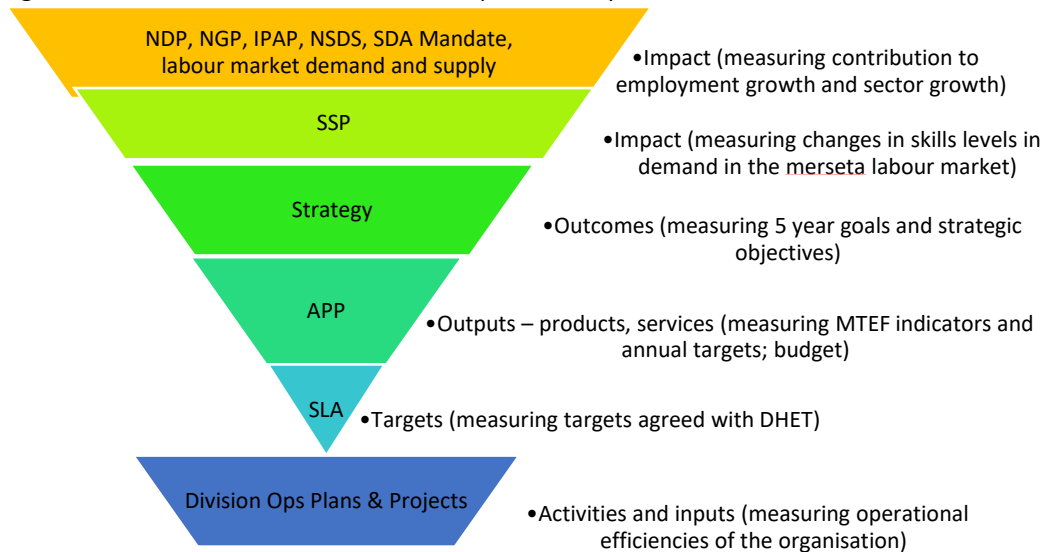 NDP, NGP, IPAP, NSDS, SDA Mandate,
labour market demand and supply
•Impact (measuring contribution to
employment growth and sector growth)
SSP
•Impact (measuring changes in skills levels in
demand in the merseta labour market)
Strategy
•Outcomes (measuring 5 year goals and strategic
objectives)
APP
•Outputs – products, services (measuring MTEF indicators and
annual targets; budget)
SLA
•Targets (measuring targets agreed with DHET)
Division Ops Plans & Projects
•Activities and inputs (measuring operational
efficiencies of the organisation)